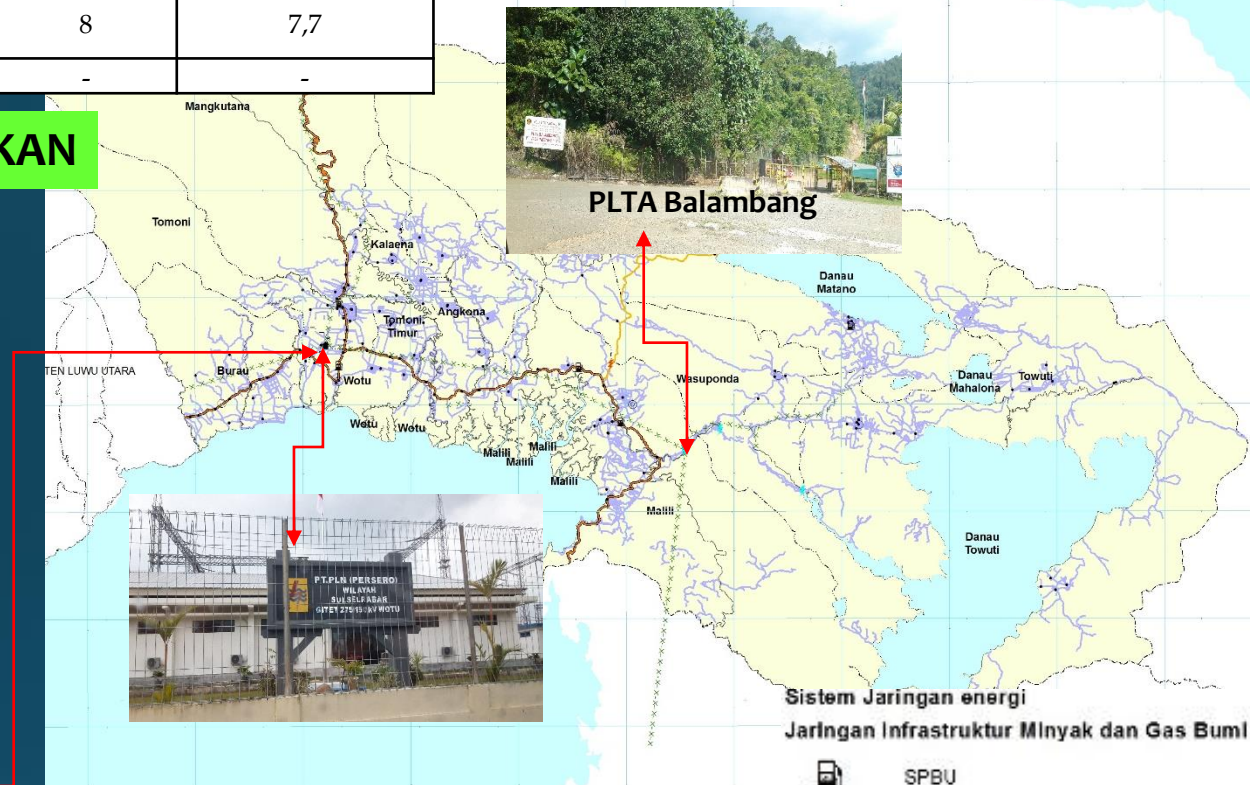 8 7,7
- -
KAN
PLTA Balambang
Mangkutana
Tomoni
Kalaena
Danau
Matano
Angkona
Tomoni
Timur
TEN LUWU UTARA
Burau
Wotu
Wasuponda
Danau
Mahalona
Towuti
Wotu
Wotu
Malili
Malili
Malili
Malili
Malili
Danau
Towuti
PT.PLN (PERSERO)
WILAYAH
SULSELRABAR
GITET 275/150 KV WOTU
Sistem Jaringan energi
Jaringan Infrastruktur Minyak dan Gas Bumi
SPBU